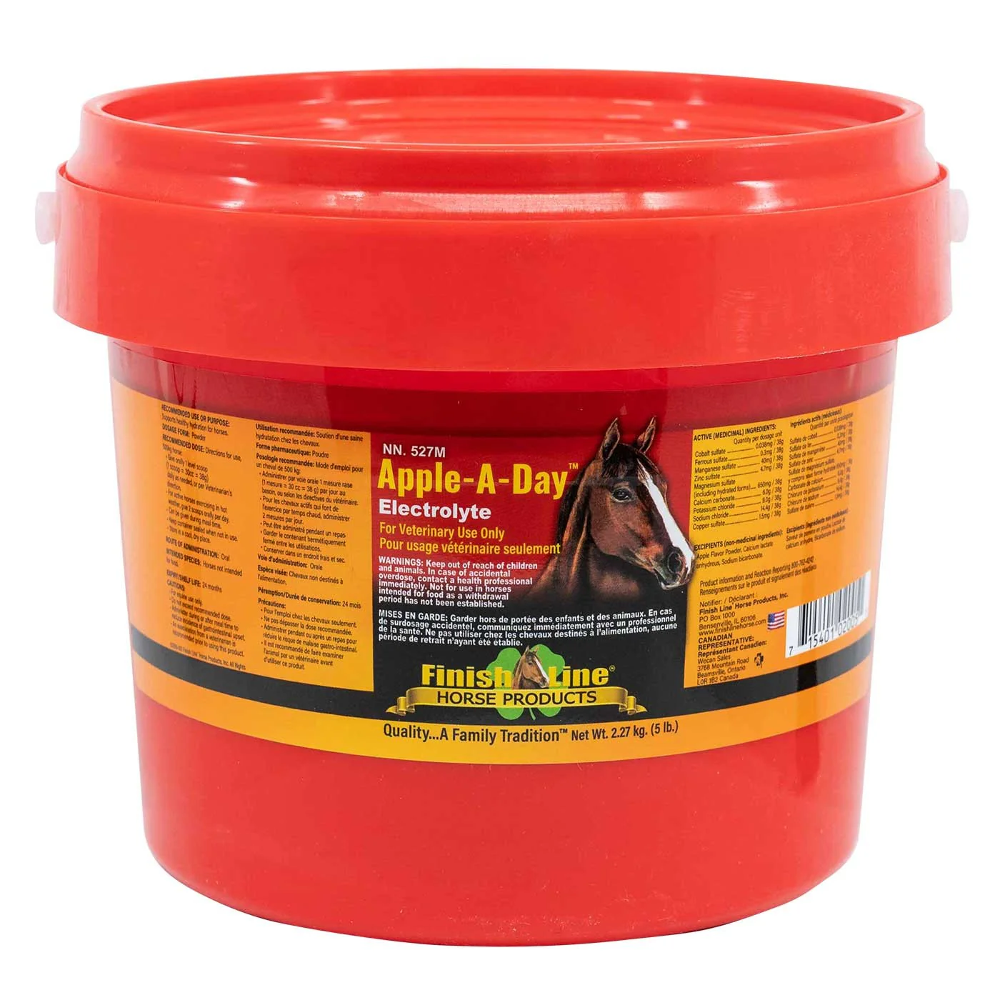 RECOMMENDED USE OR PURPOSE:
Supports healthy hydration for horses.
DOSAGE FORM: Powder
RECOMMENDED DOSE: Directions for use,
500kg horse:
• Give orally 1 level scoop
(1 scoop = 30cc = 38g) per
daily as needed, or per Veterinarian's
direction.
• For active horses exercising in hot
weather, give 2 scoops orally per day.
• Can be given during meal time.
• Keep container sealed when not in use.
• Store in a cool, dry place.
ROUTE OF ADMINISTRATION: Oral
INTENDED SPECIES: Horses not intended
for food.
EXPIRY/SHELF LIFE: 24 months
CAUTIONS:
• For equine use only.
• Do not exceed recommended dose.
• Administer during or after meal time to
reduce incidence of gastrointestinal upset.
• An examination from a veterinarian is
recommended prior to using this product.
Finish Line® Horse Products, Inc. All Rights
Utilisation recommandée: Soutien d'une saine
hydratation chez les chevaux.
Forme pharmaceutique: Poudre
Posologie recommandée: Mode d'emploi pour
un cheval de 500 kg:
• Administrer par voie orale 1 mesure rase
(1 mesure = 30 cc = 38 g) par jour au
besoin, ou selon les directives du vétérinaire.
• Pour les chevaux actifs qui font de
l'exercice par temps chaud, administrer
2 mesures par jour.
• Peut être administré pendant un repas
• Garder le contenant hermétiquement
fermé entre les utilisations.
• Conserver dans un endroit frais et sec.
Voie d'administration: Orale
Espèce visée: Chevaux non destinés à
l'alimentation.
Péremption/Durée de conservation: 24 mois
Précautions:
• Pour l'emploi chez les chevaux seulement.
• Ne pas dépasser la dose recommandée.
• Administrer pendant ou après un repas pour
réduire le risque de malaise gastro-intestinal.
• Il est recommandé de faire examiner
l'animal par un vétérinaire avant
d'utiliser ce produit.
NN. 527M
Apple-A-Day™
Electrolyte
For Veterinary Use Only
Pour usage vétérinaire seulement
WARNINGS: Keep out of reach of children
and animals. In case of accidental
overdose, contact a health professional
immediately. Not for use in horses
intended for food as a withdrawal
period has not been established.
MISES EN GARDE: Garder hors de portée des enfants et des animaux. En cas
de surdosage accidentel, communiquez immédiatement avec un professionnel
de la santé. Ne pas utiliser chez les chevaux destinés à l'alimentation, aucune
période de retrait n'ayant été établie.
Finish Line®
HORSE PRODUCTS
Quality...A Family Tradition™ Net Wt. 2.27 kg. (5 lb.)
ACTIVE (MEDICINAL) INGREDIENTS:
Quantity per dosage unit
Cobalt sulfate 0.038mg / 38g
Ferrous sulfate 0.3mg / 38g
Manganese sulfate 40mg / 38g
Zinc sulfate 4.7mg / 38g
Magnesium sulfate
(including hydrated forms) 650mg / 38g
Calcium carbonate 6.0g / 38g
Potassium chloride 9.0g / 38g
Sodium chloride 14.4g / 38g
Copper sulfate 1.5mg / 38g
EXCIPIENTS (non-medicinal ingredients):
Apple Flavor Powder, Calcium lactate
anhydrous, Sodium bicarbonate.
Ingrédients actifs (médicinaux)
Quantité par unité posologique
Sulfate de cobalt 0.038mg / 38g
Sulfate de fer 0.3mg / 38g
Sulfate de manganèse 40mg / 38g
Sulfate de zinc 4.7mg / 38g
Sulfate de magnésium,
y compris sous forme hydratée 650mg / 38g
Carbonate de calcium
Chlorure de potassium
Chlorure de sodium
Sulfate de cuivre
Excipients (ingrédients non médicinaux):
Saveur de pomme en poudre, Lactate de
calcium anhydre, Bicarbonate de sodium.
Product information and Reaction Reporting 800-762-4242
Renseignements sur le produit et signalement des réactions
Notifier: / Déclarant :
Finish Line® Horse Products, Inc.
PO Box 1000
Bensenville, IL 60106
www.finishlinehorse.com
CANADIAN
REPRESENTATIVE:
Représentant Canadien:
Wecan Sales
3768 Mountain Road
Beamsville, Ontario
L0R 1B2 Canada
7 15401 02005